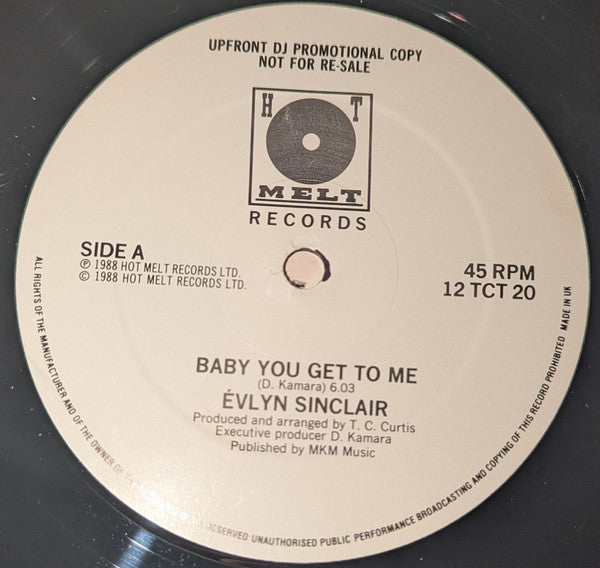 UPFRONT DJ PROMOTIONAL COPY
NOT FOR RE-SALE
H T
MELT
RECORDS
SIDE A
℗ 1988 HOT MELT RECORDS LTD.
© 1988 HOT MELT RECORDS LTD.
45 RPM
12 TCT 20
BABY YOU GET TO ME
(D. Kamara) 6.03
ÉVLYN SINCLAIR
Produced and arranged by T. C. Curtis
Executive producer D. Kamara
Published by MKM Music
ALL RIGHTS OF THE MANUFACTURER AND OF THE OWNER OF RESERVED UNAUTHORISED PUBLIC PERFORMANCE BROADCASTING AND COPYING OF THIS RECORD PROHIBITED MADE IN UK